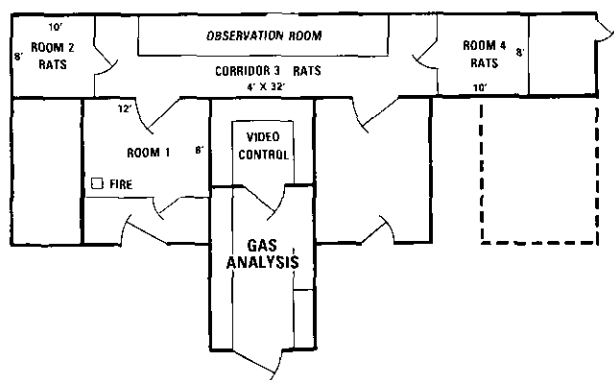 10'
8'
ROOM 2
RATS
OBSERVATION ROOM
CORRIDOR 3 RATS
4' X 32'
ROOM 4
RATS
8'
10'
12'
ROOM 1
8'
FIRE
VIDEO
CONTROL
GAS
ANALYSIS